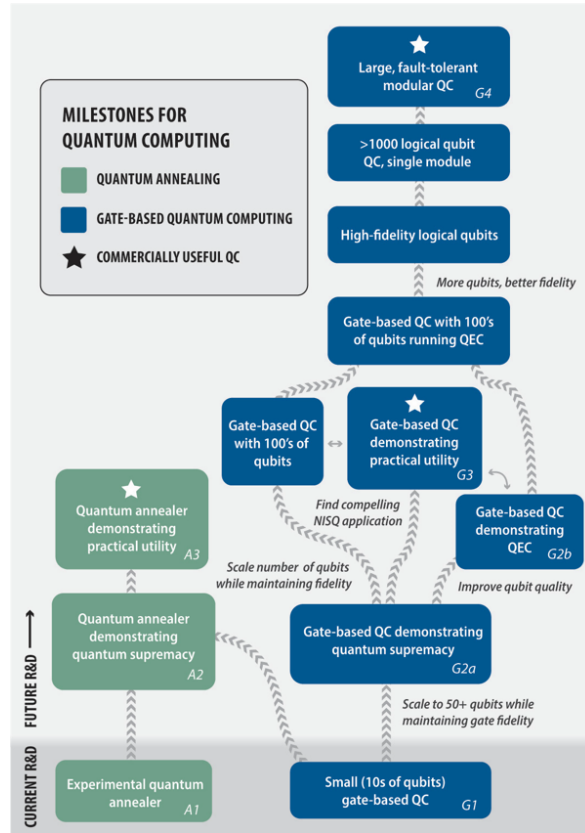 Large, fault-tolerant
modular QC
G4
MILESTONES FOR
QUANTUM COMPUTING
QUANTUM ANNEALING
GATE-BASED QUANTUM COMPUTING
COMMERCIALLY USEFUL QC
>1000 logical qubit
QC, single module
High-fidelity logical qubits
More qubits, better fidelity
Gate-based QC with 100's
of qubits running QEC
Gate-based QC
with 100's of
qubits
Gate-based QC
demonstrating
practical utility
G3
Quantum annealer
demonstrating
practical utility
A3
Find compelling
NISQ application
Gate-based QC
demonstrating
QEC
G2b
Scale number of qubits
while maintaining fidelity
Improve qubit quality
Quantum annealer
demonstrating
quantum supremacy
A2
Gate-based QC demonstrating
quantum supremacy
G2a
FUTURE R&D
Scale to 50+ qubits while
maintaining gate fidelity
CURRENT R&D
Experimental quantum
annealer
A1
Small (10s of qubits)
gate-based QC
G1